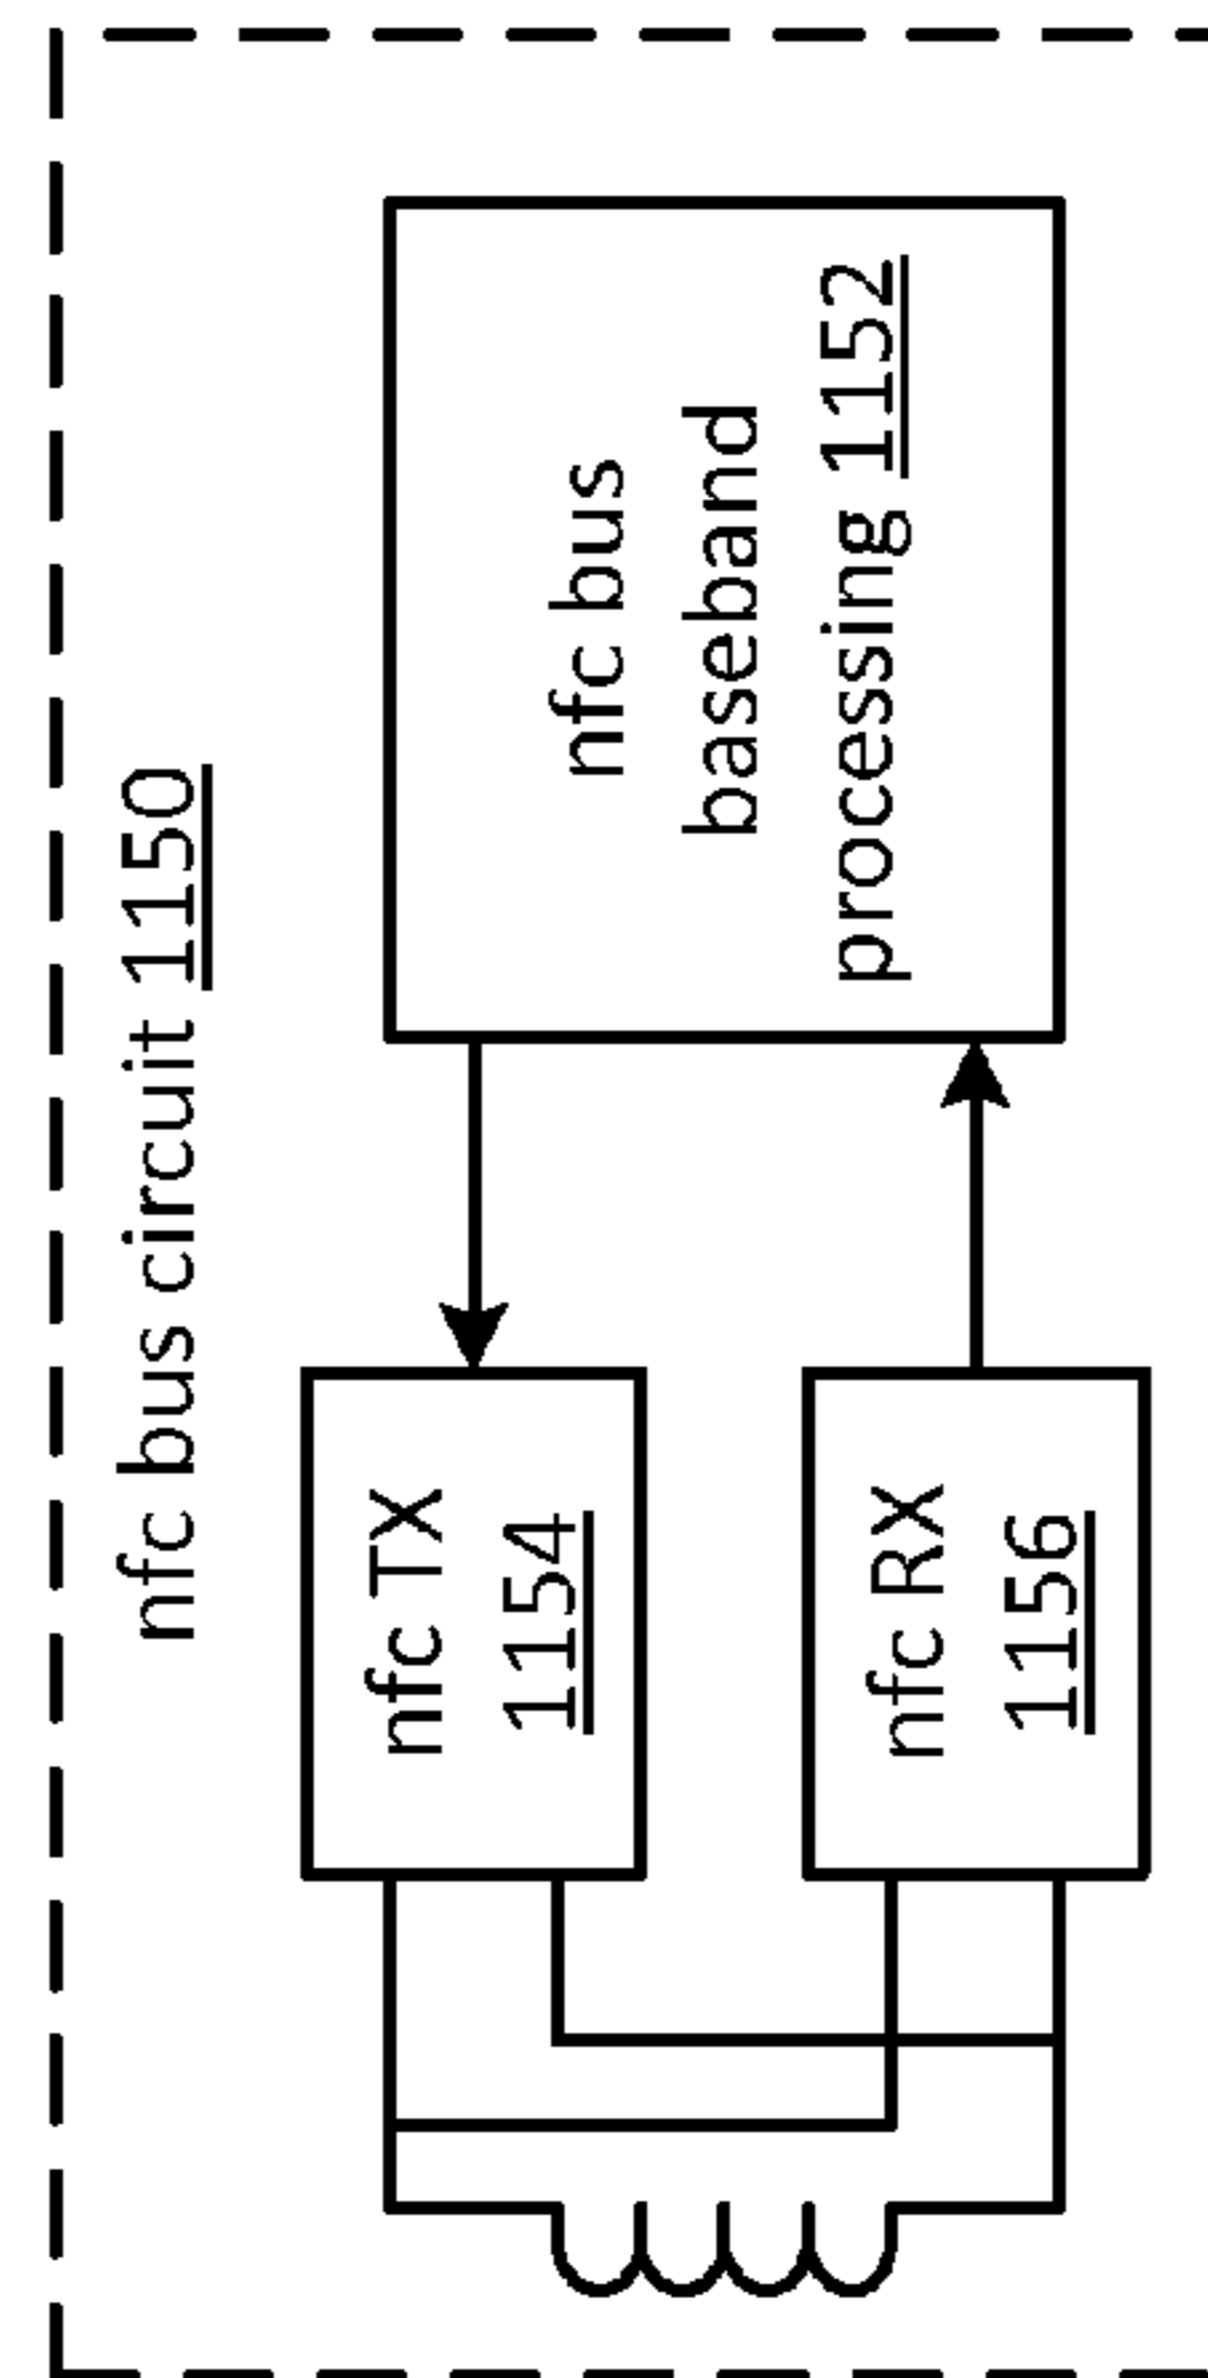 nfc bus circuit 1150
nfc TX
1154
nfc bus
baseband
processing 1152
nfc RX
1156